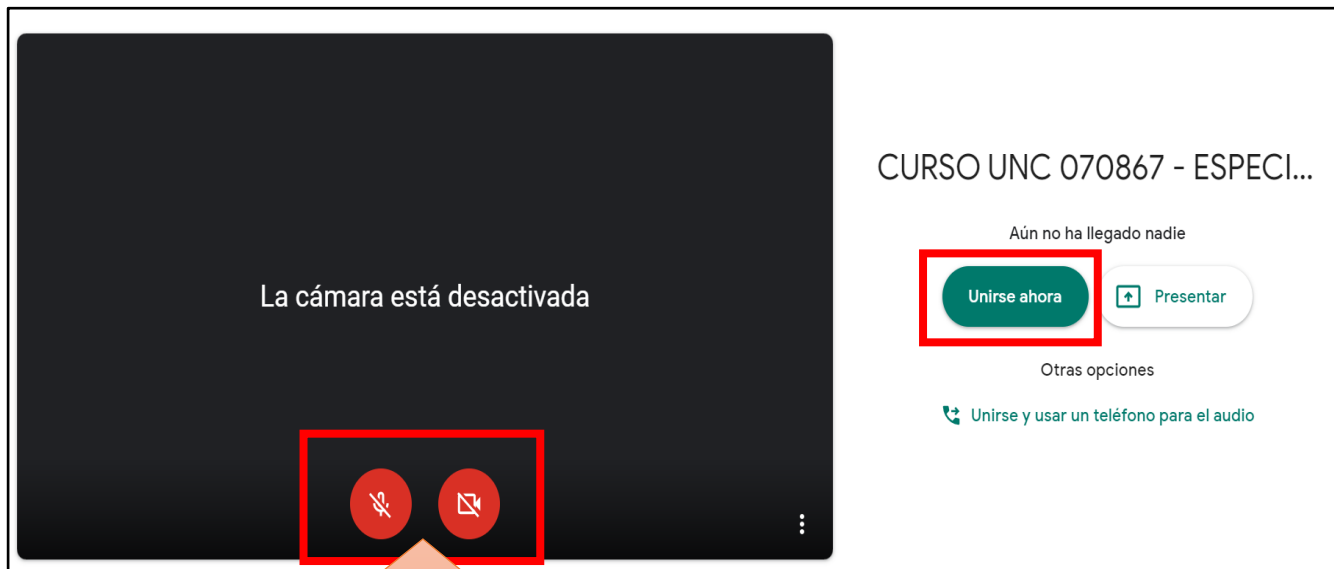 CURSO UNC 070867 - ESPECI...
Aún no ha llegado nadie
La cámara está desactivada
Unirse ahora
Presentar
Otras opciones
Unirse y usar un teléfono para el audio